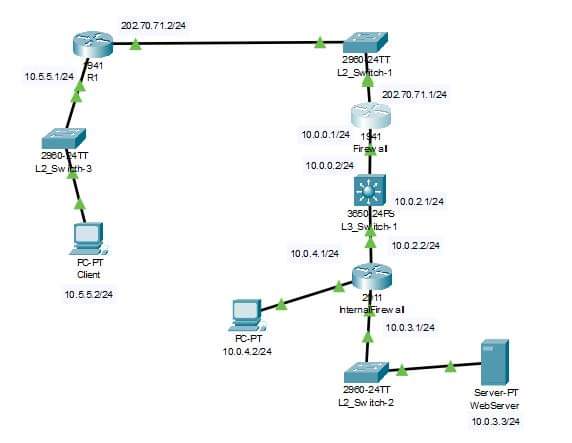 202.70.71.2/24
1941
R1
2960-24TT
L2_Switch-1
10.5.5.1/24
202.70.71.1/24
10.0.0.1/24
1941
Firewall
2960-24TT
L2_Switch-3
10.0.0.2/24
3650-24PS
L3_Switch-1
10.0.2.1/24
PC-PT
Client
10.0.4.1/24
10.0.2.2/24
10.5.5.2/24
2911
InternalFirewall
10.0.3.1/24
PC-PT
10.0.4.2/24
2960-24TT
L2_Switch-2
Server-PT
WebServer
10.0.3.3/24